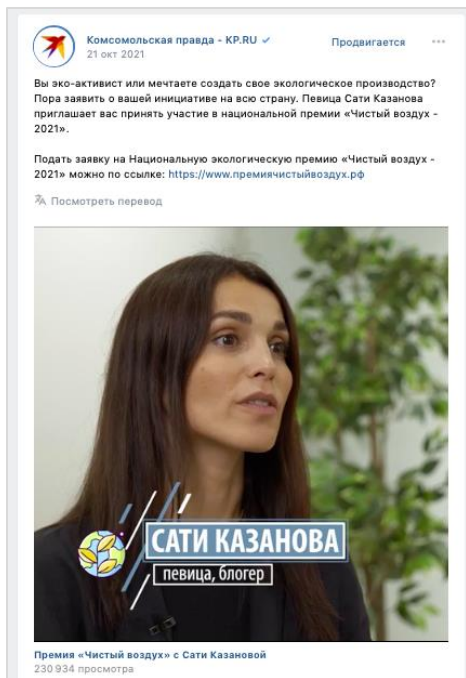 Комсомольская правда - KP.RU
Продвигается
21 окт 2021
Вы эко-активист или мечтаете создать свое экологическое производство?
Пора заявить о вашей инициативе на всю страну. Певица Сати Казанова
приглашает вас принять участие в национальной премии «Чистый воздух -
2021».
Подать заявку на Национальную экологическую премию «Чистый воздух -
2021» можно по ссылке: https://www.премиячистыйвоздух.рф
Посмотреть перевод
САТИ КАЗАНОВА
певица, блогер
Премия «Чистый воздух» с Сати Казановой
230 934 просмотра